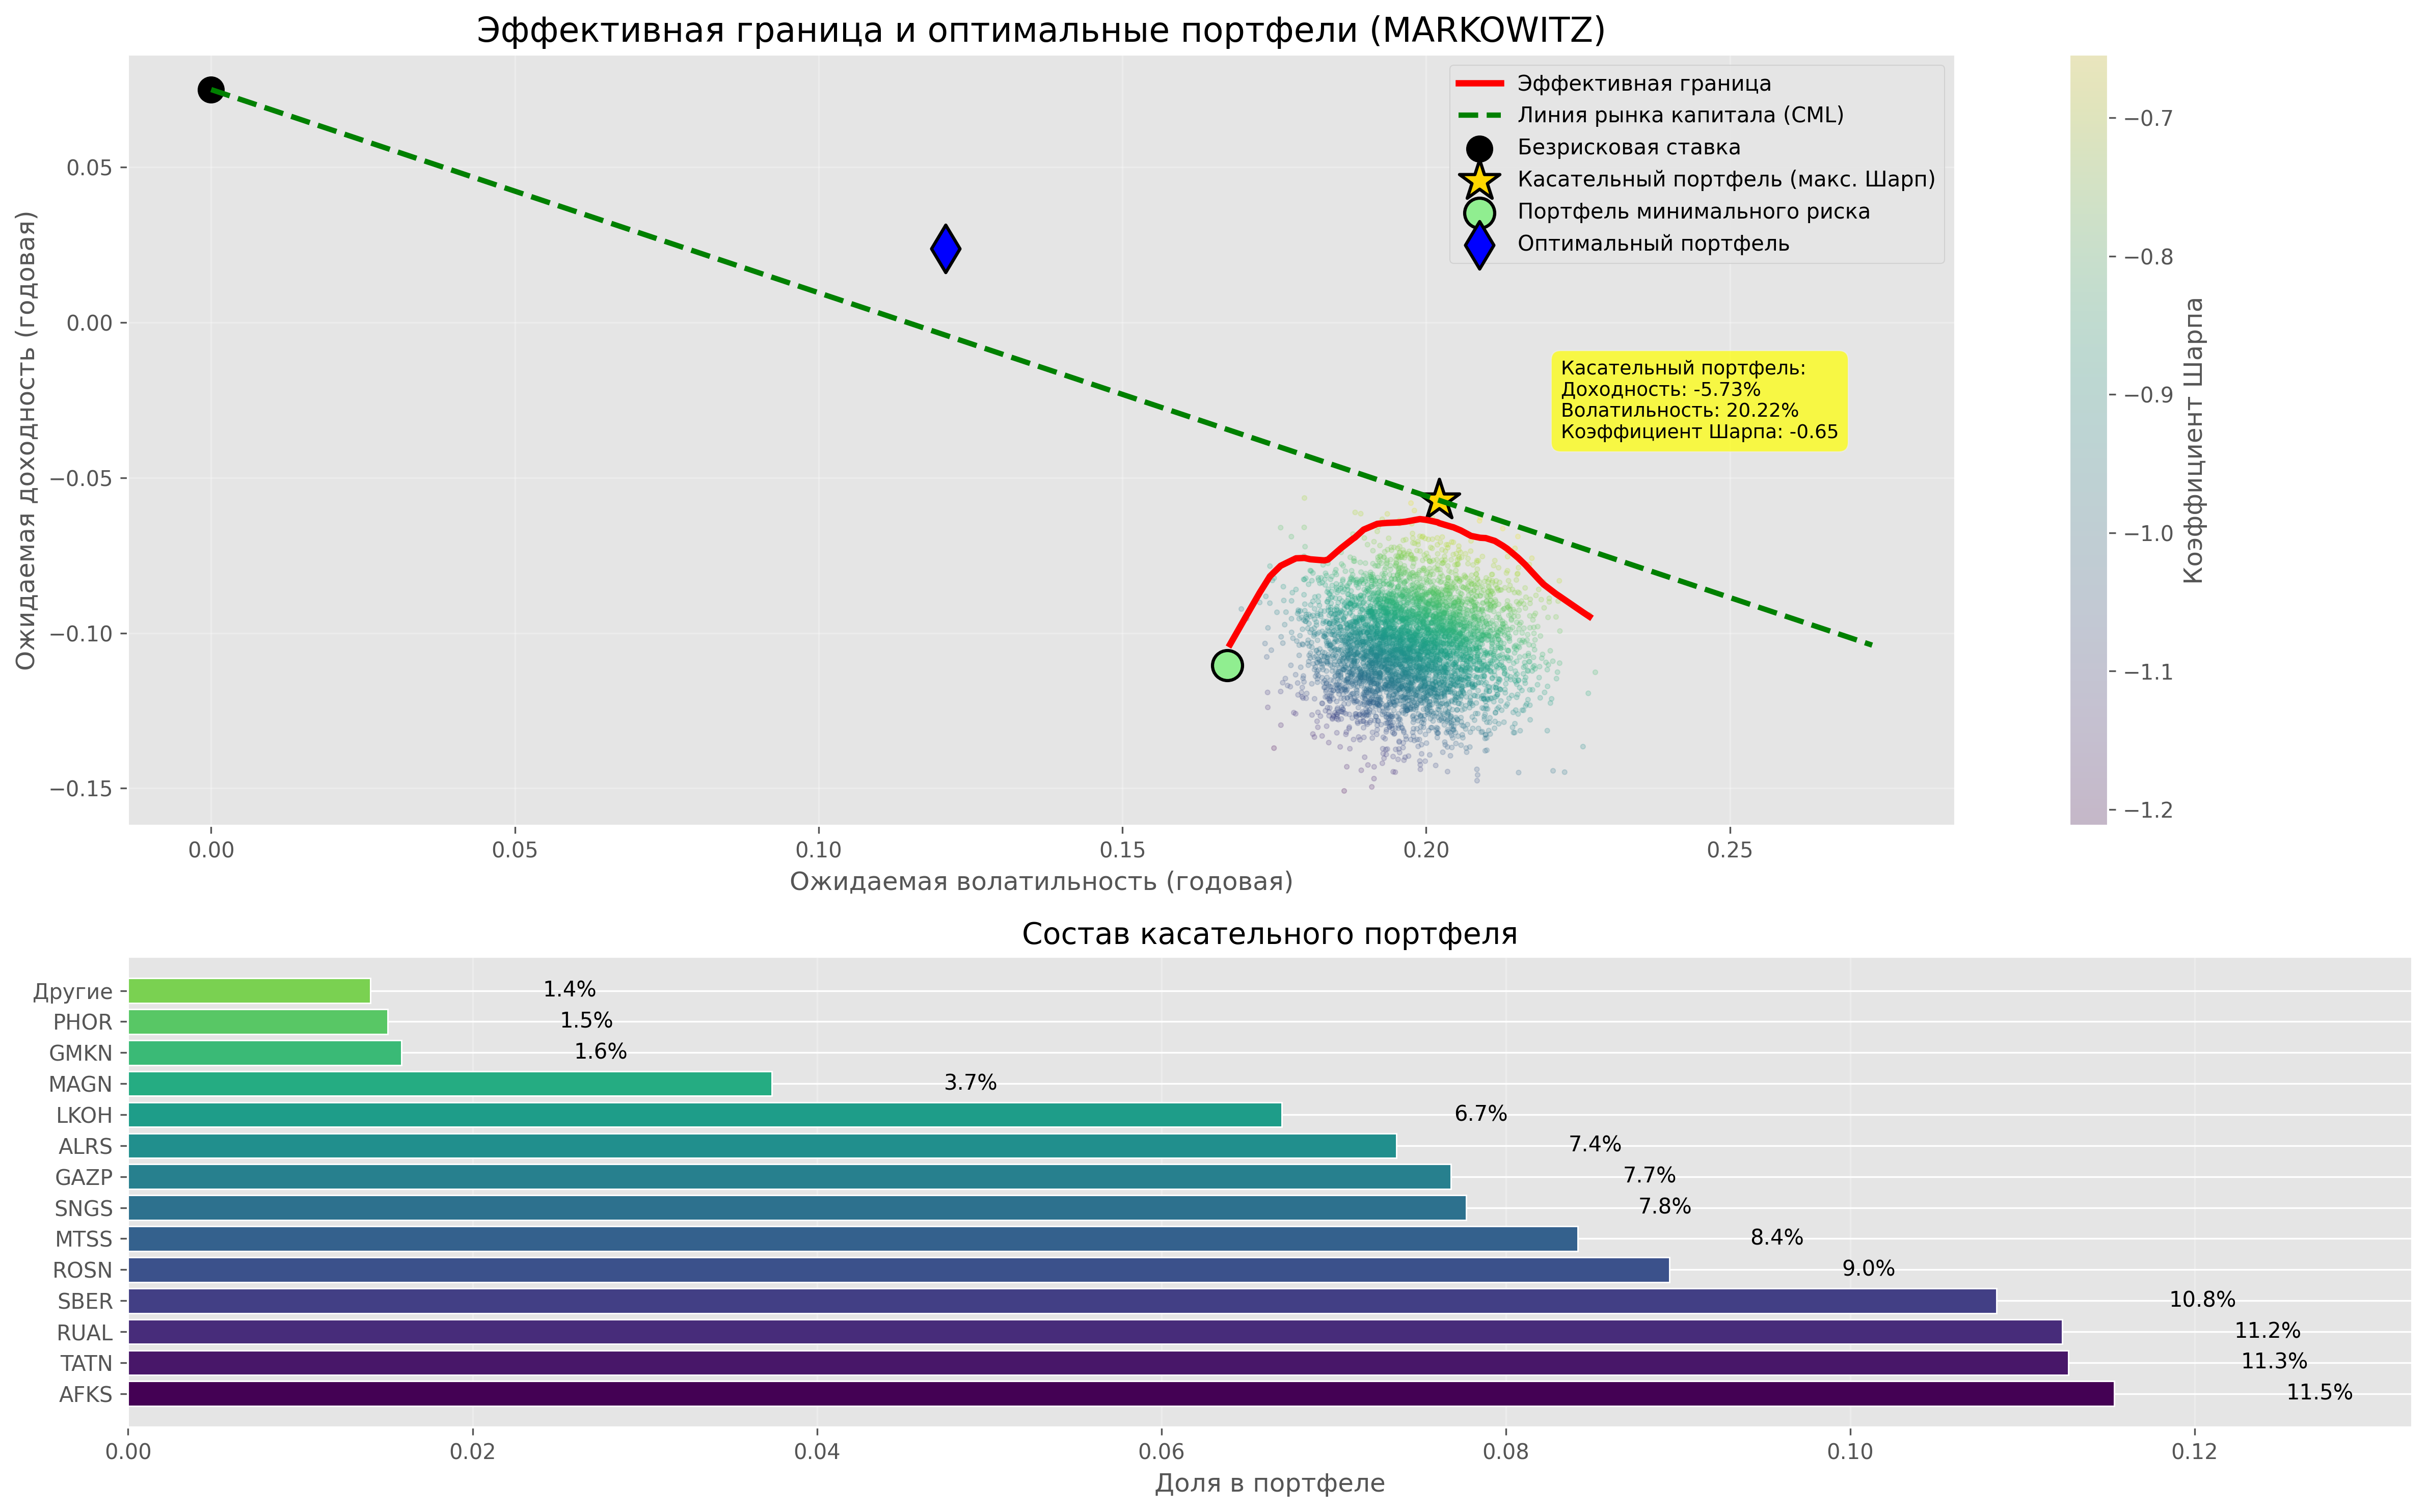 Эффективная граница и оптимальные портфели (MARKOWITZ)
Эффективная граница
Линия рынка капитала (CML)
Безрисковая ставка
Касательный портфель (макс. Шарп)
Портфель минимального риска
Оптимальный портфель
Касательный портфель:
Доходность: -5.73%
Волатильность: 20.22%
Коэффициент Шарпа: -0.65
Ожидаемая доходность (годовая)
0.05
0.00
−0.05
−0.10
−0.15
0.00
0.05
0.10
0.15
0.20
0.25
Ожидаемая волатильность (годовая)
−0.7
−0.8
−0.9
−1.0
−1.1
−1.2
Коэффициент Шарпа
Состав касательного портфеля
Другие 1.4%
PHOR 1.5%
GMKN 1.6%
MAGN 3.7%
LKOH 6.7%
ALRS 7.4%
GAZP 7.7%
SNGS 7.8%
MTSS 8.4%
ROSN 9.0%
SBER 10.8%
RUAL 11.2%
TATN 11.3%
AFKS 11.5%
0.00
0.02
0.04
0.06
0.08
0.10
0.12
Доля в портфеле